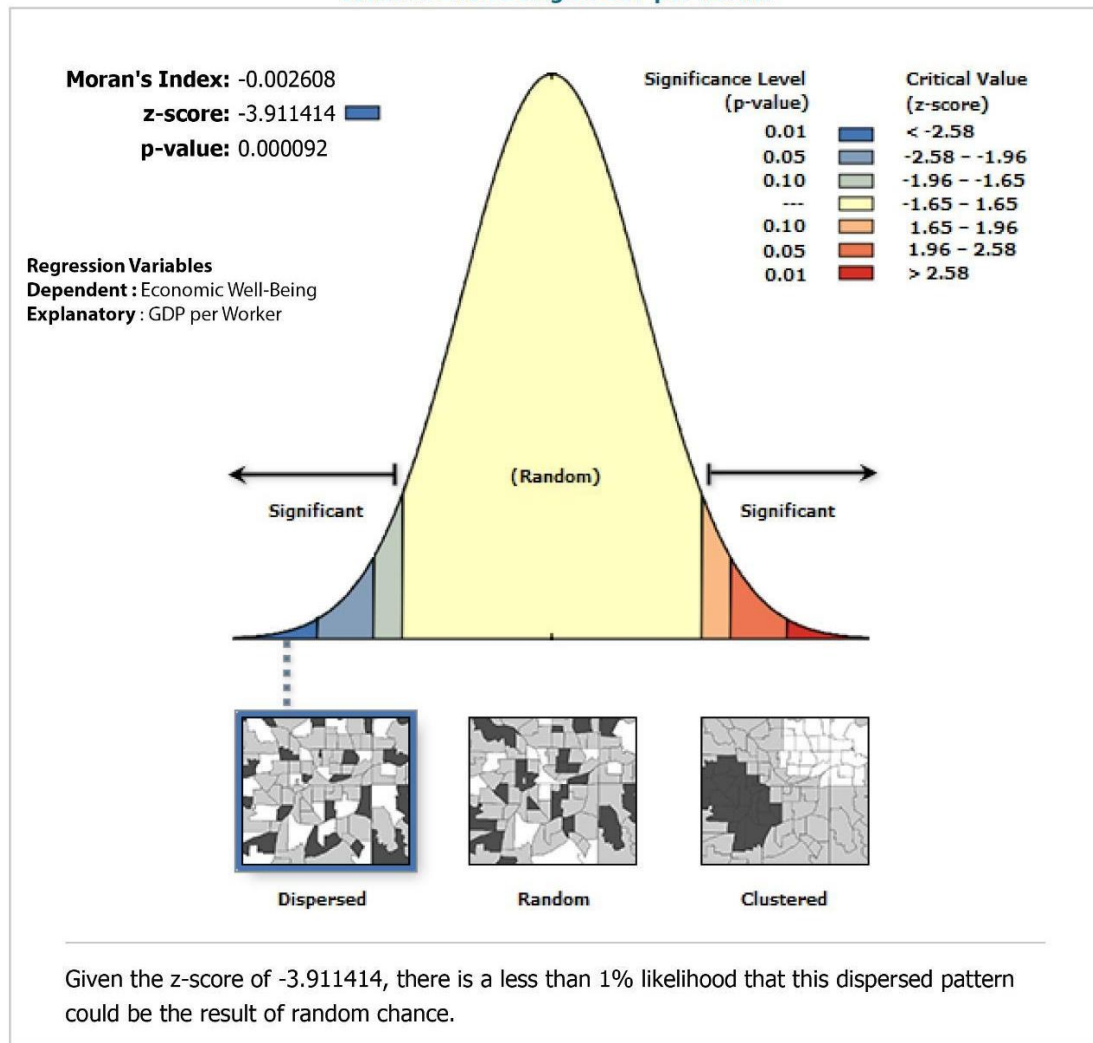 Moran's Index: -0.002608
z-score: -3.911414
p-value: 0.000092
Significance Level
(p-value)
Critical Value
(z-score)
0.01 < -2.58
0.05 -2.58 – -1.96
0.10 -1.96 – -1.65
--- -1.65 – 1.65
0.10 1.65 – 1.96
0.05 1.96 – 2.58
0.01 > 2.58
Regression Variables
Dependent : Economic Well-Being
Explanatory : GDP per Worker
(Random)
Significant
Significant
Dispersed
Random
Clustered
Given the z-score of -3.911414, there is a less than 1% likelihood that this dispersed pattern
could be the result of random chance.